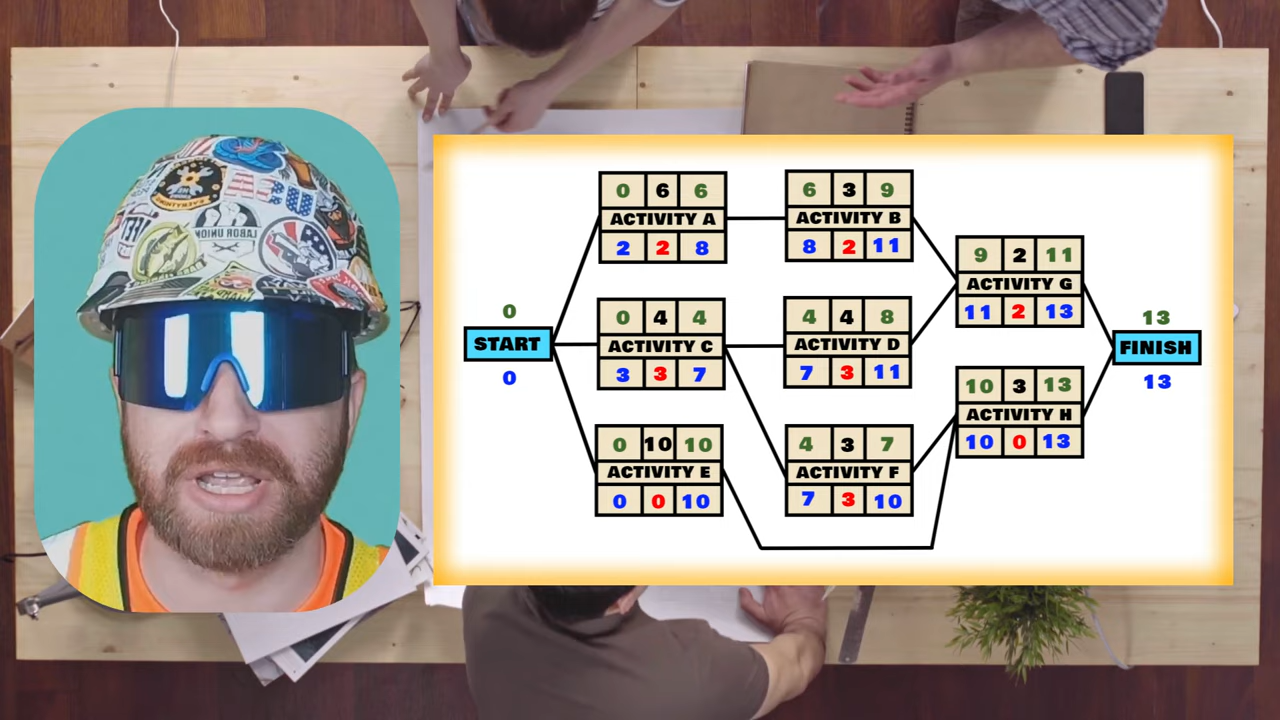 USA
LABOR UNION
0 6 6
ACTIVITY A
2 2 8
6 3 9
ACTIVITY B
8 2 11
9 2 11
ACTIVITY G
11 2 13
0
START
0
0 4 4
ACTIVITY C
3 3 7
4 4 8
ACTIVITY D
7 3 11
13
FINISH
13
10 3 13
ACTIVITY H
10 0 13
0 10 10
ACTIVITY E
0 0 10
4 3 7
ACTIVITY F
7 3 10